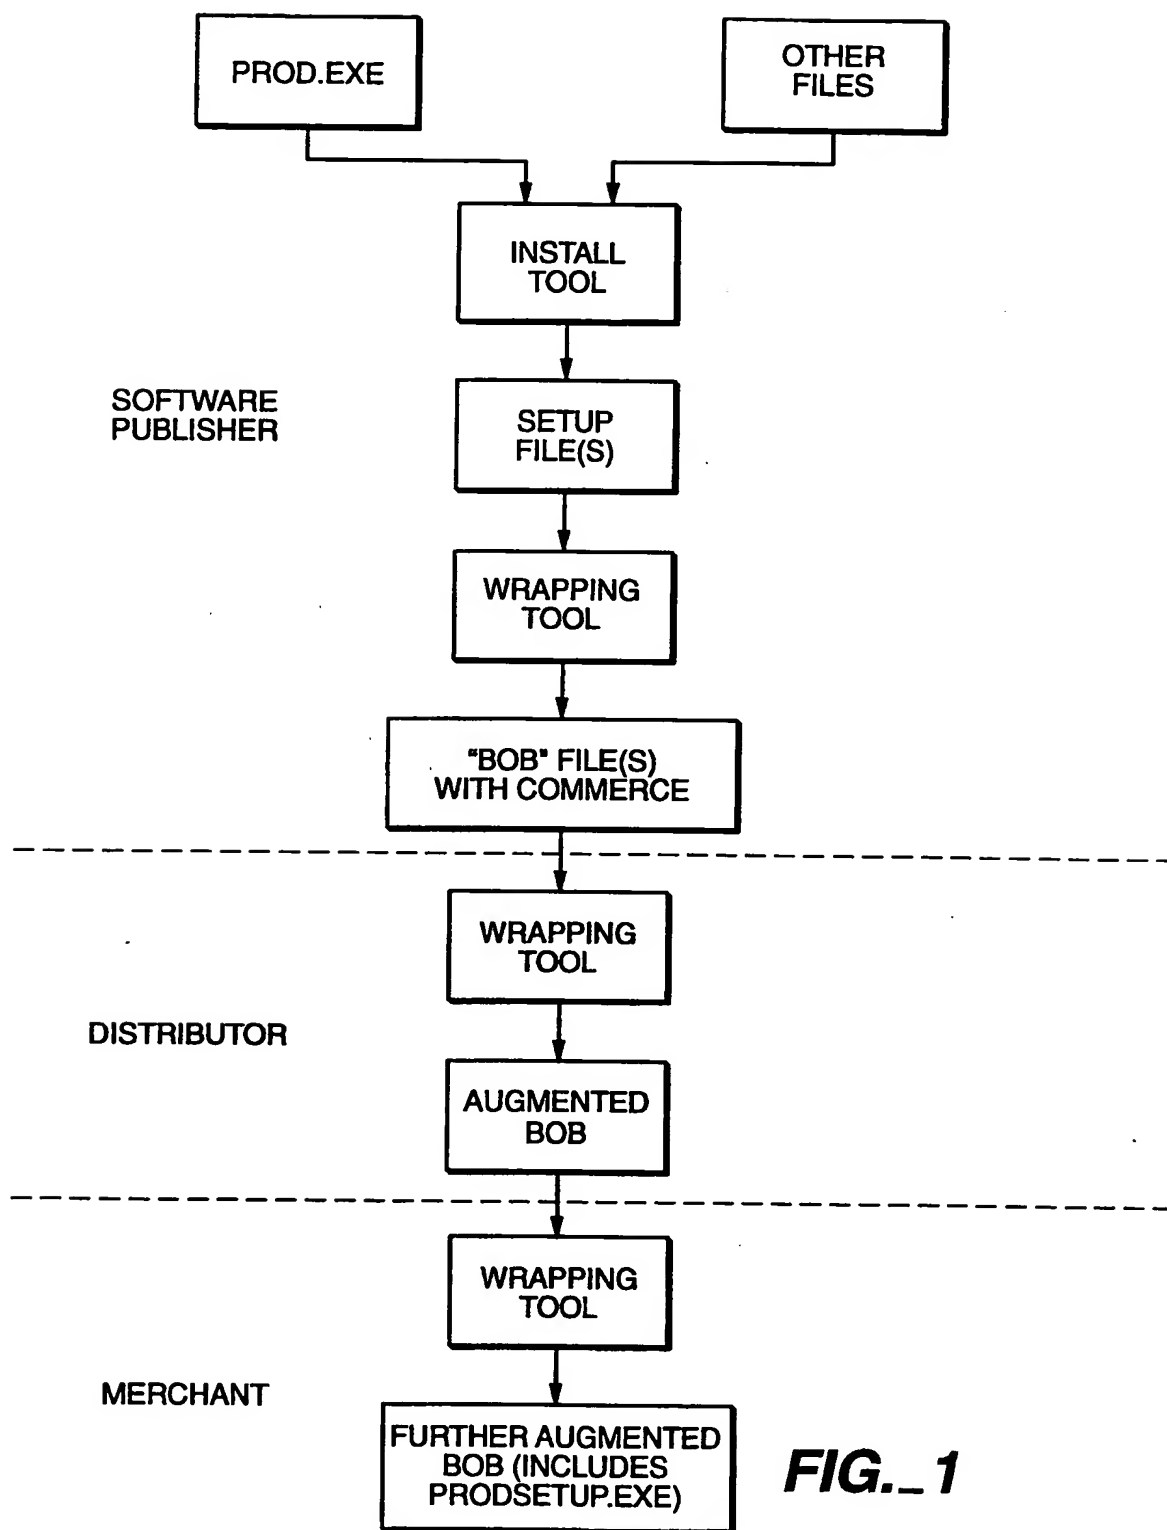 PROD.EXE
OTHER
FILES
INSTALL
TOOL
SOFTWARE
PUBLISHER
SETUP
FILE(S)
WRAPPING
TOOL
"BOB" FILE(S)
WITH COMMERCE
WRAPPING
TOOL
DISTRIBUTOR
AUGMENTED
BOB
WRAPPING
TOOL
MERCHANT
FURTHER AUGMENTED
BOB (INCLUDES
PRODSETUP.EXE)
FIG._1